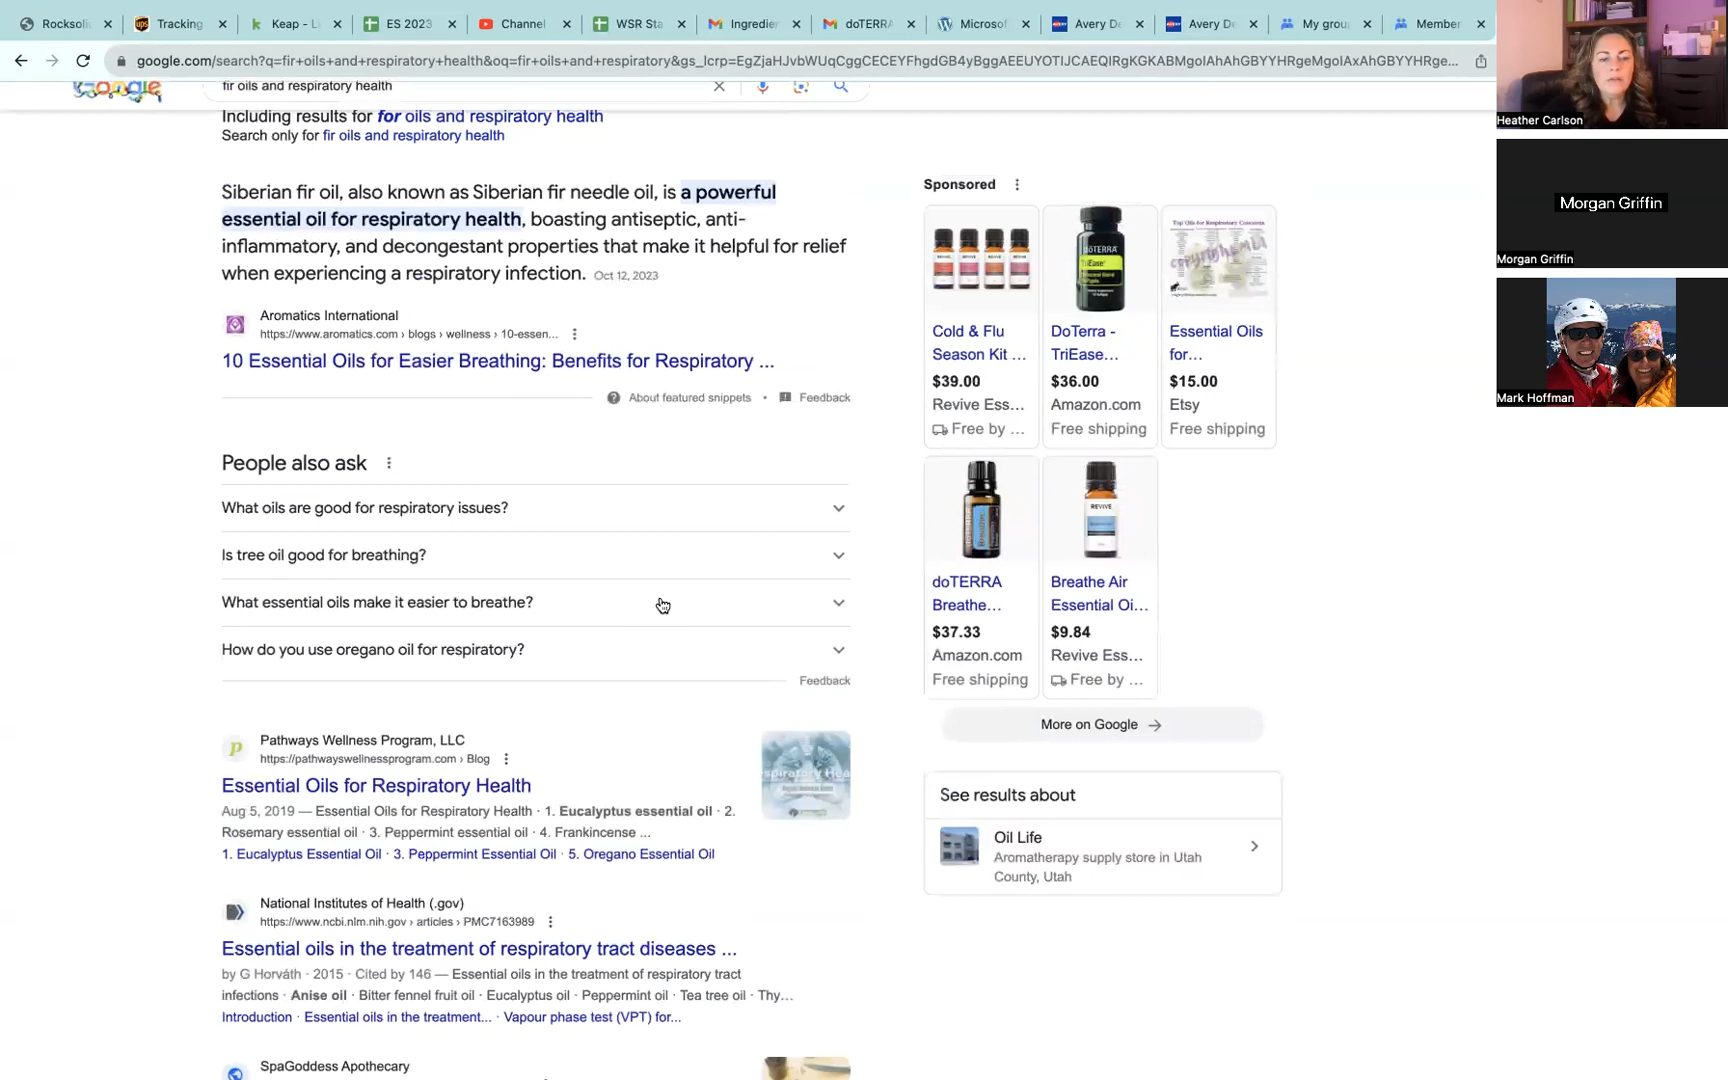 Rocksoliv
Tracking
Keap - L
ES 2023
Channel
WSR Sta
Ingredien
doTERRA
Microsof
Avery De
Avery De
My group
Member
google.com/search?q=fir+oils+and+respiratory+health&oq=fir+oils+and+respiratory&gs_lcrp=EgZjaHJvbWUqCggCECEYFhgdGB4yBggAEEUYOTIJCAEQIRgKGKABMgoIAhAhGBYYHRgeMgoIAxAhGBYYHRge...
Google
fir oils and respiratory health
Including results for for oils and respiratory health
Search only for fir oils and respiratory health
Siberian fir oil, also known as Siberian fir needle oil, is a powerful
essential oil for respiratory health, boasting antiseptic, anti-
inflammatory, and decongestant properties that make it helpful for relief
when experiencing a respiratory infection. Oct 12, 2023
Aromatics International
https://www.aromatics.com › blogs › wellness › 10-essen...
10 Essential Oils for Easier Breathing: Benefits for Respiratory ...
About featured snippets • Feedback
People also ask
What oils are good for respiratory issues?
Is tree oil good for breathing?
What essential oils make it easier to breathe?
How do you use oregano oil for respiratory?
Feedback
Pathways Wellness Program, LLC
https://pathwayswellnessprogram.com › Blog
Essential Oils for Respiratory Health
Aug 5, 2019 — Essential Oils for Respiratory Health · 1. Eucalyptus essential oil · 2.
Rosemary essential oil · 3. Peppermint essential oil · 4. Frankincense ...
1. Eucalyptus Essential Oil · 3. Peppermint Essential Oil · 5. Oregano Essential Oil
National Institutes of Health (.gov)
https://www.ncbi.nlm.nih.gov › articles › PMC7163989
Essential oils in the treatment of respiratory tract diseases ...
by G Horváth · 2015 · Cited by 146 — Essential oils in the treatment of respiratory tract
infections · Anise oil · Bitter fennel fruit oil · Eucalyptus oil · Peppermint oil · Tea tree oil · Thy...
Introduction · Essential oils in the treatment... · Vapour phase test (VPT) for...
SpaGoddess Apothecary
Sponsored
Cold & Flu
Season Kit ...
$39.00
Revive Ess...
Free by ...
DoTerra -
TriEase...
$36.00
Amazon.com
Free shipping
Essential Oils
for...
$15.00
Etsy
Free shipping
doTERRA
Breathe...
$37.33
Amazon.com
Free shipping
REVIVE
Breathe Air
Essential Oi...
$9.84
Revive Ess...
Free by ...
More on Google
See results about
Oil Life
Aromatherapy supply store in Utah
County, Utah
Heather Carlson
Morgan Griffin
Morgan Griffin
Mark Hoffman